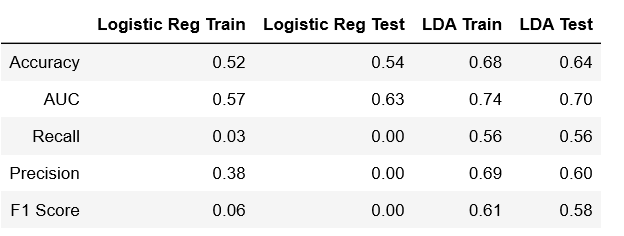 Logistic Reg Train Logistic Reg Test LDA Train LDA Test
Accuracy 0.52 0.54 0.68 0.64
AUC 0.57 0.63 0.74 0.70
Recall 0.03 0.00 0.56 0.56
Precision 0.38 0.00 0.69 0.60
F1 Score 0.06 0.00 0.61 0.58